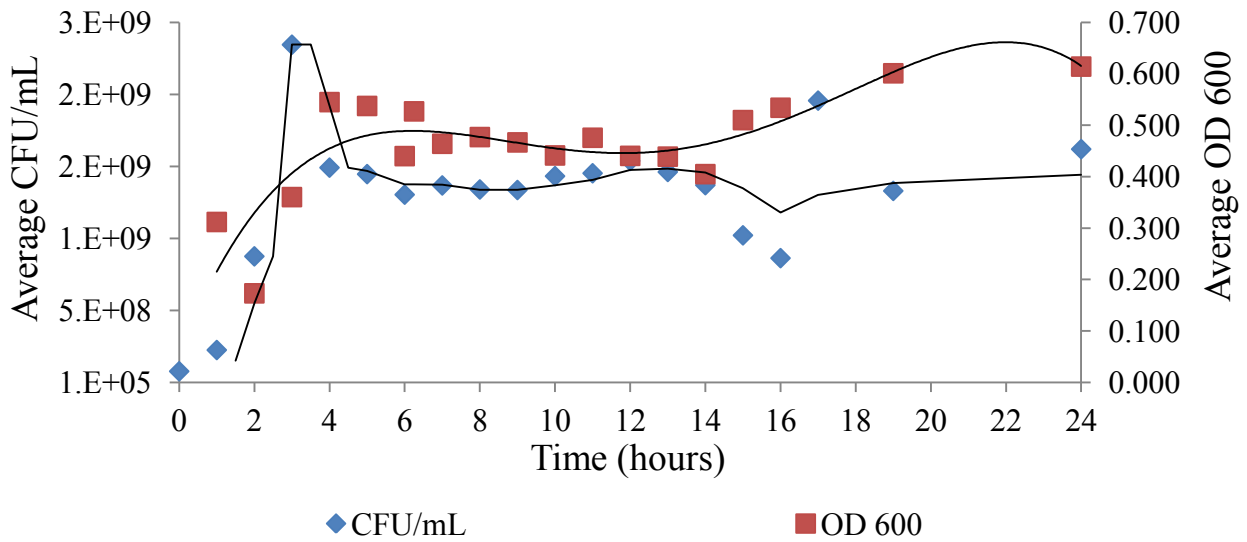 Average CFU/mL
3.E+09
2.E+09
2.E+09
1.E+09
5.E+08
1.E+05
0 2 4 6 8 10 12 14 16 18 20 22 24
Time (hours)
0.700
0.600
0.500
0.400
0.300
0.200
0.100
0.000
Average OD 600
CFU/mL OD 600